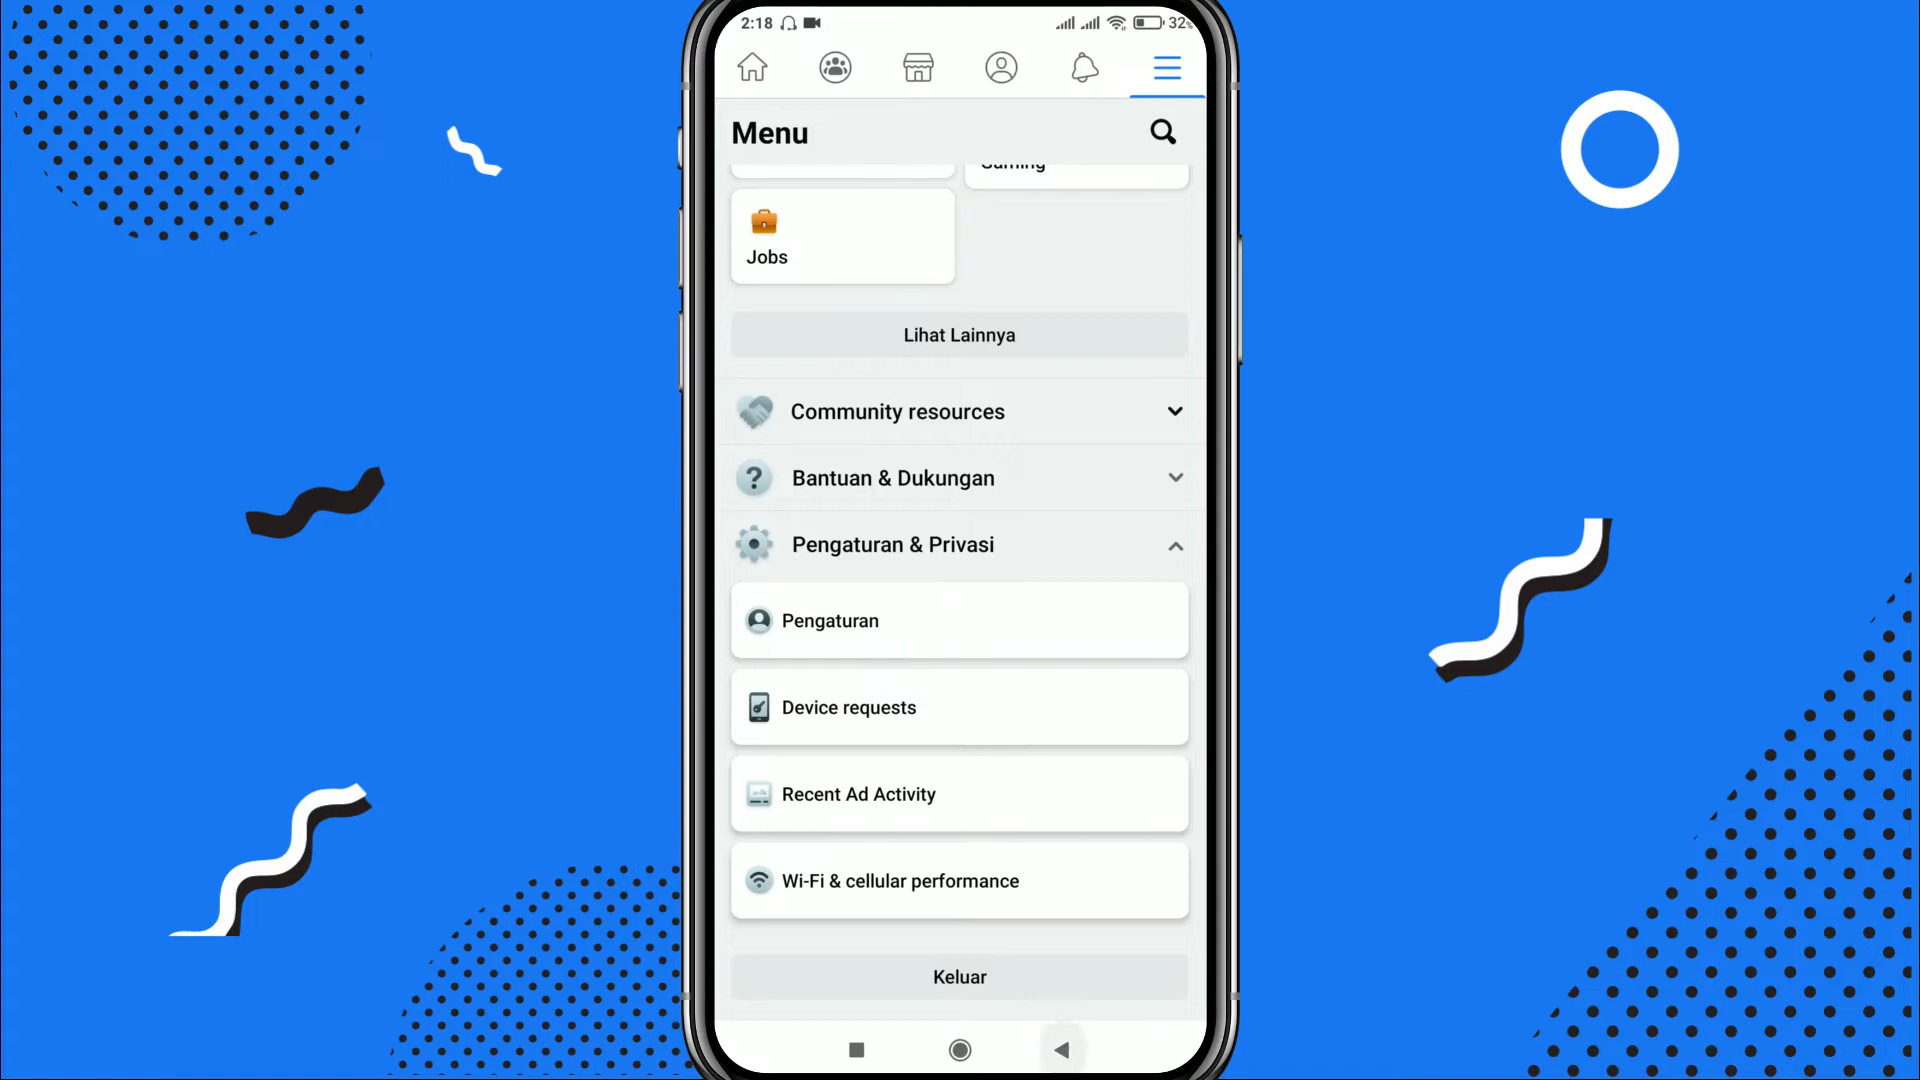 2:18
32%
Menu
Gaming
Jobs
Lihat Lainnya
Community resources
Bantuan & Dukungan
Pengaturan & Privasi
Pengaturan
Device requests
Recent Ad Activity
Wi-Fi & cellular performance
Keluar